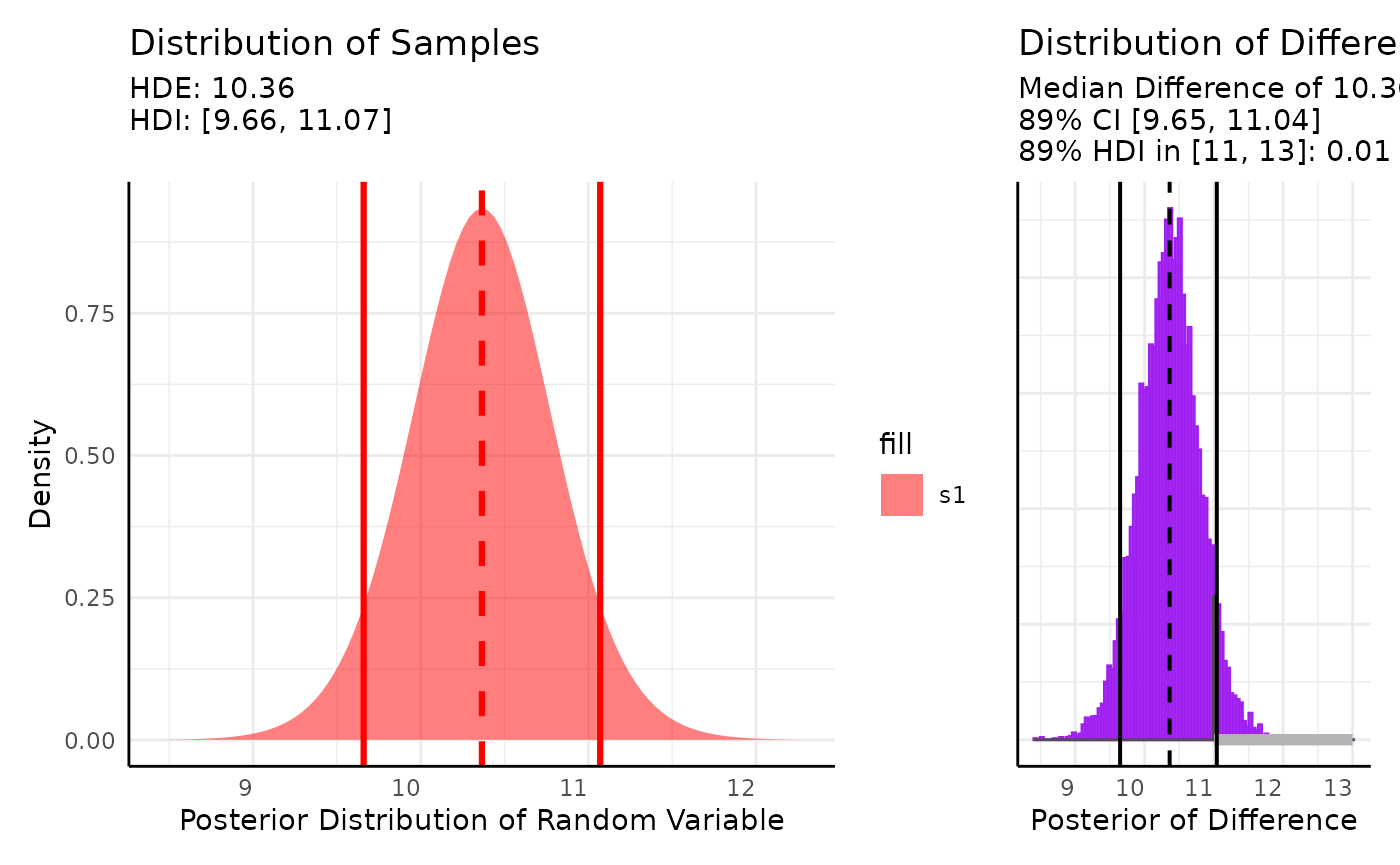 Distribution of Samples
HDE: 10.36
HDI: [9.66, 11.07]
Density
0.75
0.50
0.25
0.00
9 10 11 12
Posterior Distribution of Random Variable
fill
s1
Distribution of Differe
Median Difference of 10.3
89% CI [9.65, 11.04]
89% HDI in [11, 13]: 0.01
9 10 11 12 13
Posterior of Difference